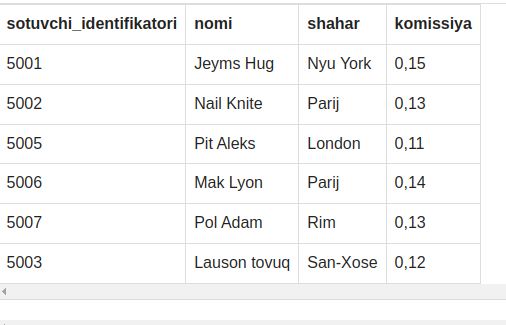 sotuvchi_identifikatori nomi shahar komissiya
5001 Jeyms Hug Nyu York 0,15
5002 Nail Knite Parij 0,13
5005 Pit Aleks London 0,11
5006 Mak Lyon Parij 0,14
5007 Pol Adam Rim 0,13
5003 Lauson tovuq San-Xose 0,12